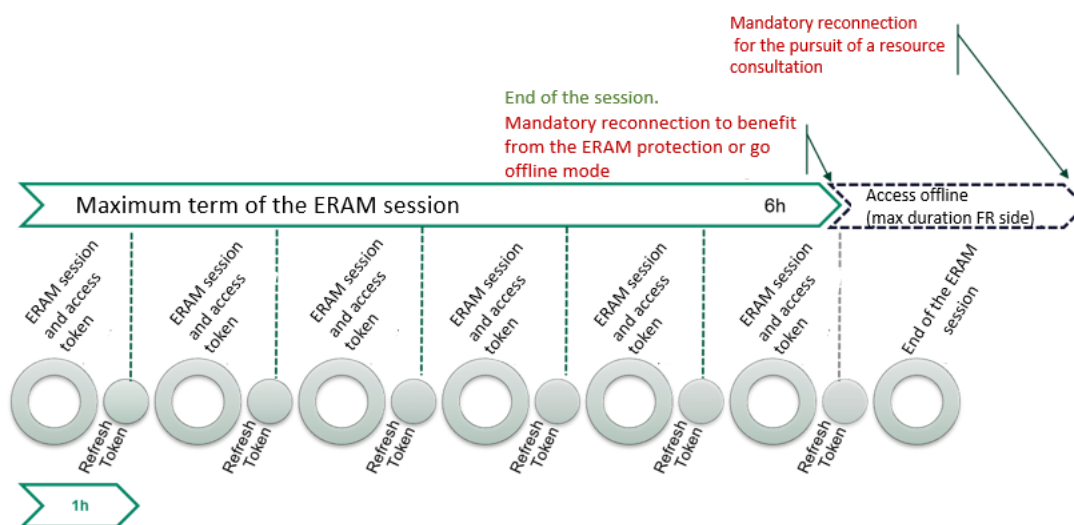 Mandatory reconnection
for the pursuit of a resource
consultation
End of the session.
Mandatory reconnection to benefit
from the ERAM protection or go
offline mode
Maximum term of the ERAM session
6h
Access offline
(max duration FR side)
ERAM session
and access
token
ERAM session
and access
token
ERAM session
and access
token
ERAM session
and access
token
ERAM session
and access
token
ERAM session
and access
token
End of the ERAM
session
Refresh
Token
Refresh
Token
Refresh
Token
Refresh
Token
Refresh
Token
Refresh
Token
1h